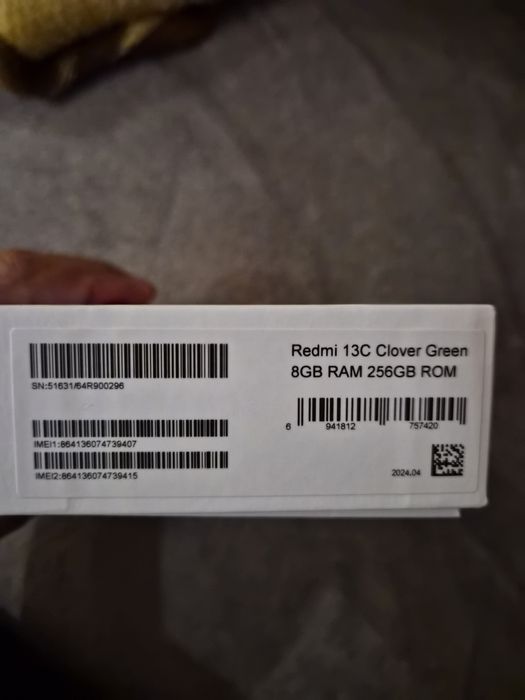 Redmi 13C Clover Green
8GB RAM 256GB ROM
SN:51631/64R900296
6 941812 757420
IMEI1:864136074739407
IMEI2:864136074739415
2024.04